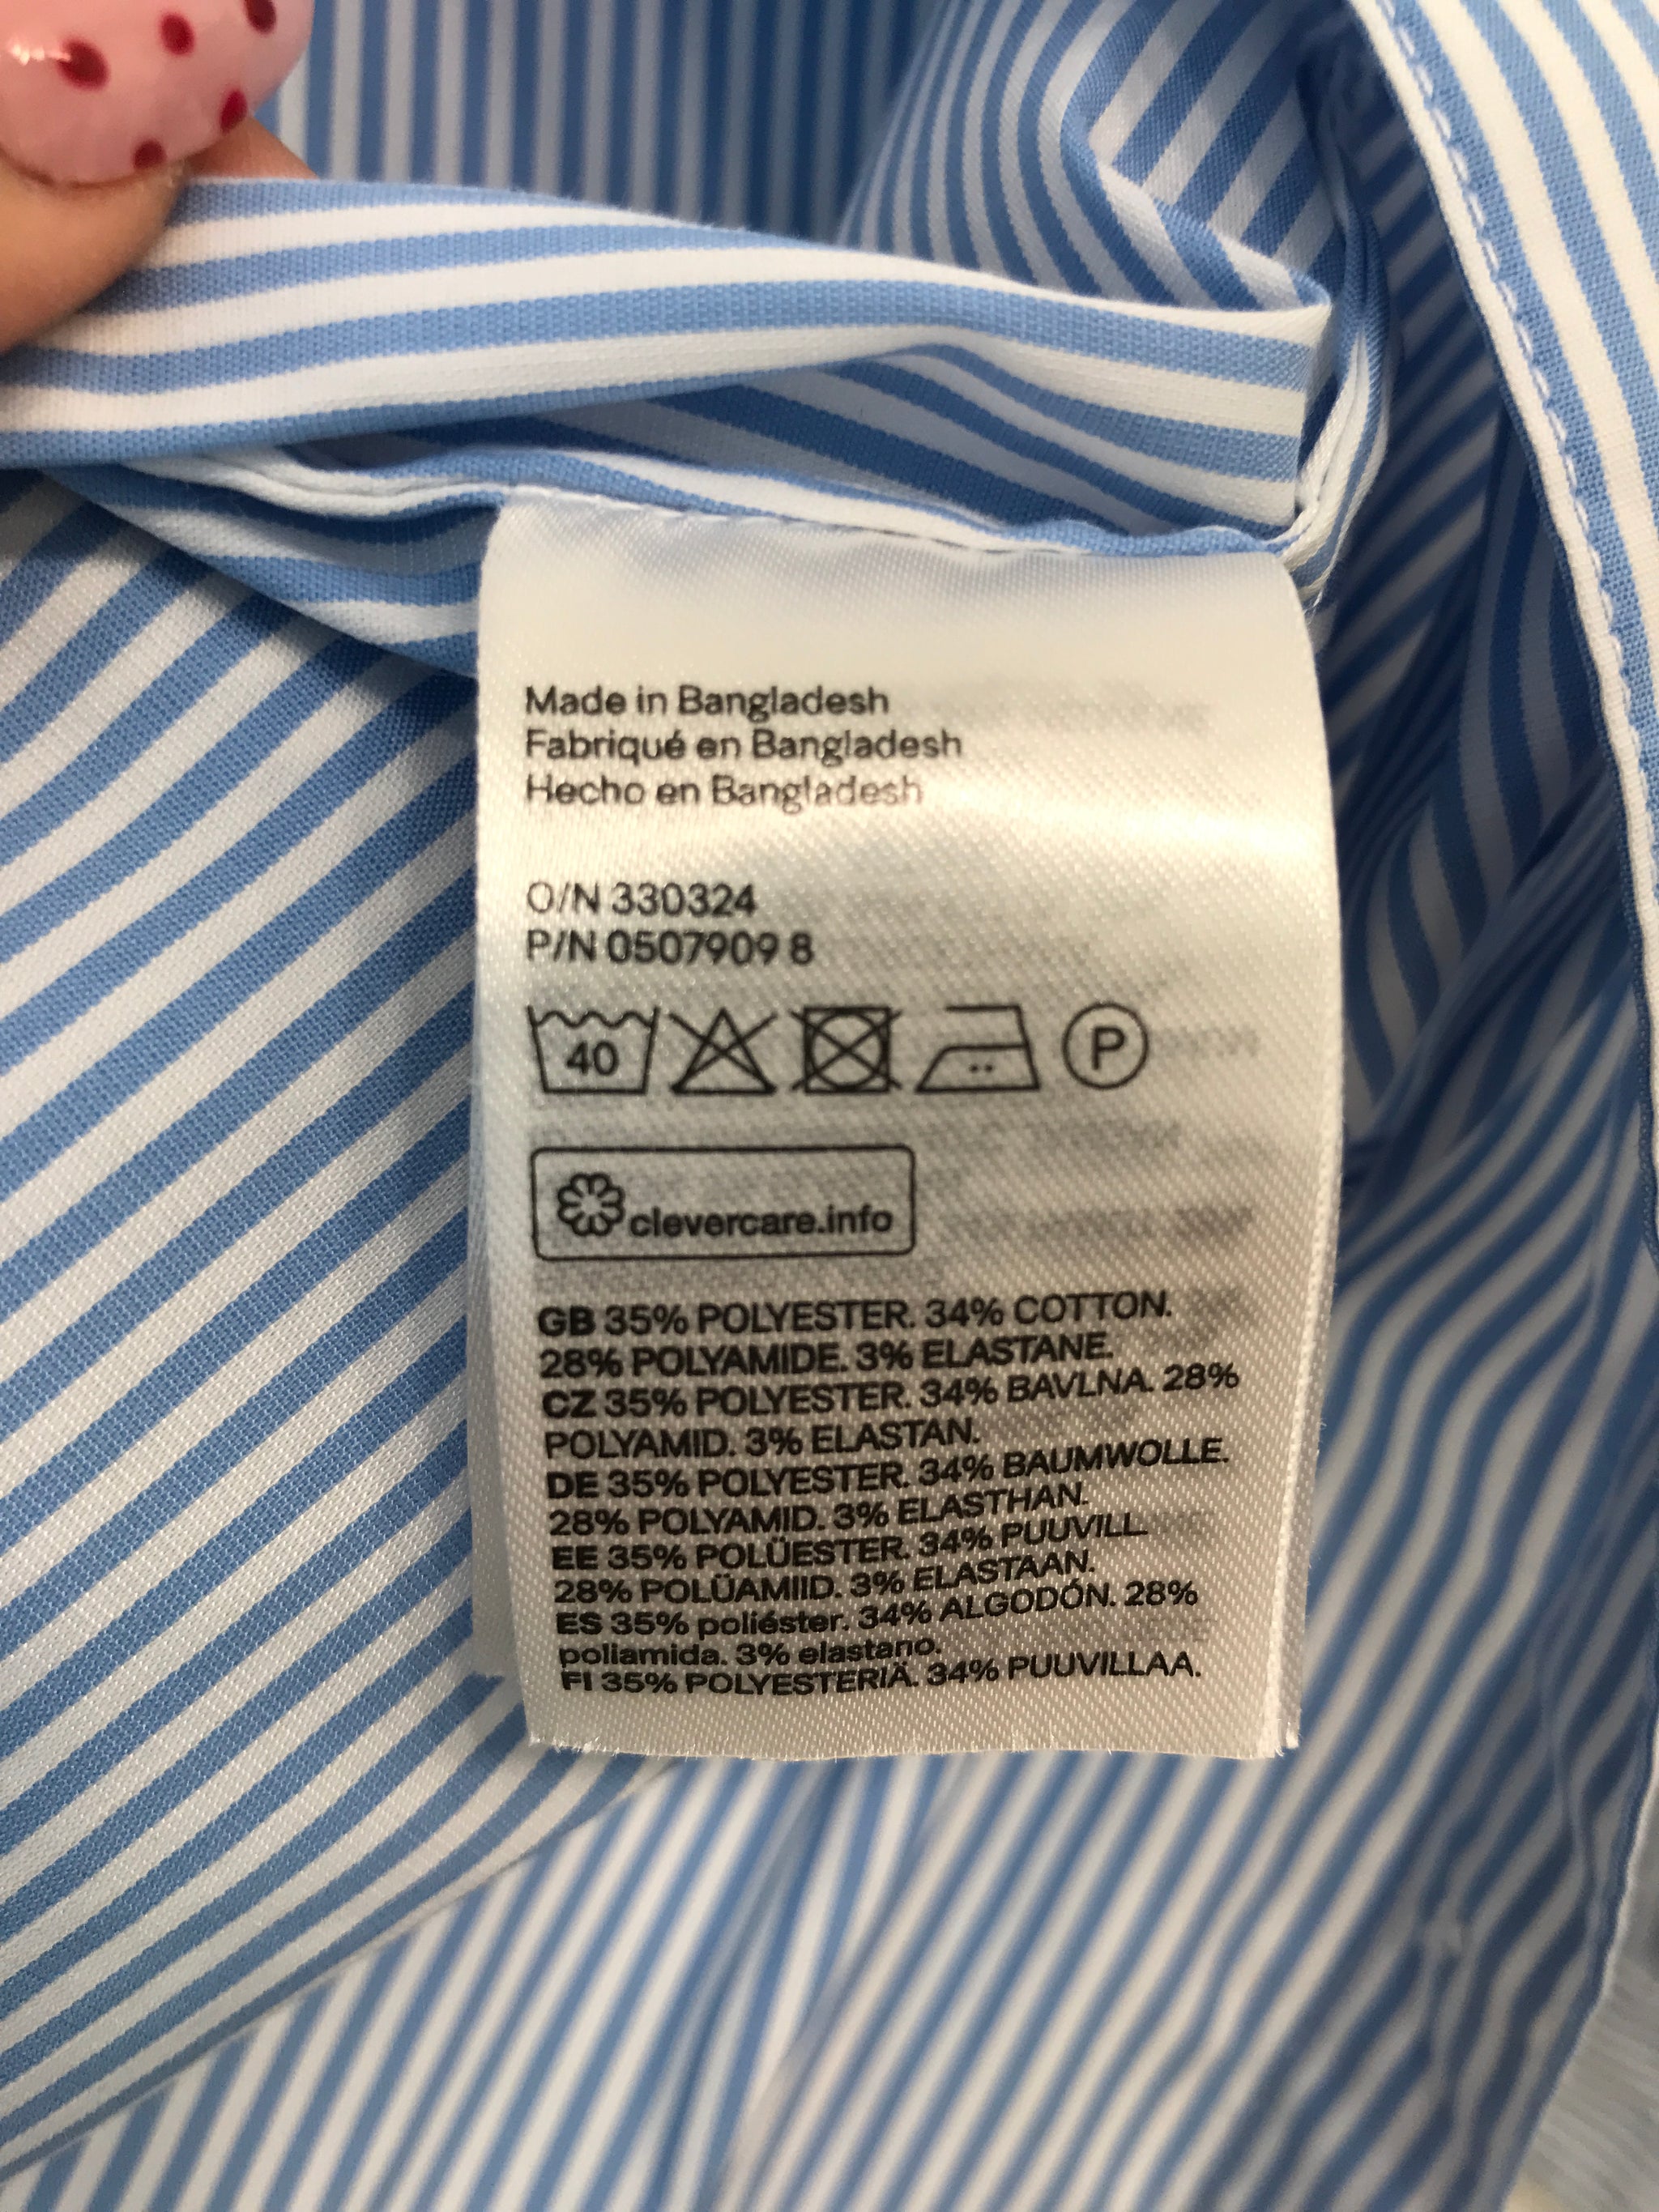 Made in Bangladesh
Fabriqué en Bangladesh
Hecho en Bangladesh
O/N 330324
P/N 0507909 8
40
P
clevercare.info
GB 35% POLYESTER. 34% COTTON.
28% POLYAMIDE. 3% ELASTANE.
CZ 35% POLYESTER. 34% BAVLNA. 28%
POLYAMID. 3% ELASTAN.
DE 35% POLYESTER. 34% BAUMWOLLE.
28% POLYAMID. 3% ELASTHAN.
EE 35% POLÜESTER. 34% PUUVILL.
28% POLÜAMIID. 3% ELASTAAN.
ES 35% poliéster. 34% ALGODÓN. 28%
poliamida. 3% elastano.
FI 35% POLYESTERIÄ. 34% PUUVILLAA.